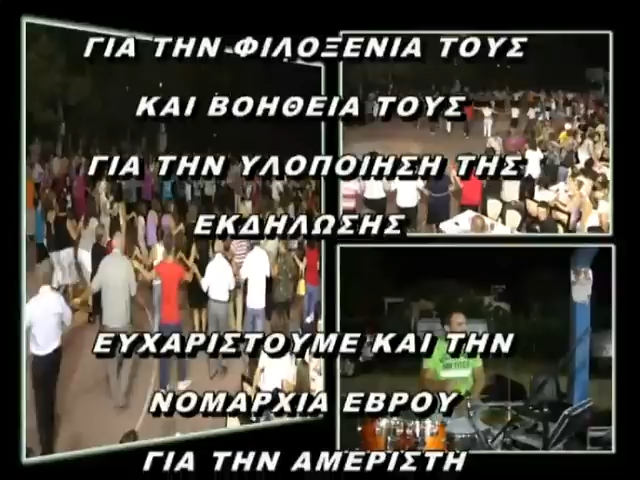 ΓΙΑ ΤΗΝ ΦΙΛΟΞΕΝΙΑ ΤΟΥΣ
ΚΑΙ ΒΟΗΘΕΙΑ ΤΟΥΣ
ΓΙΑ ΤΗΝ ΥΛΟΠΟΙΗΣΗ ΤΗΣ
ΕΚΔΗΛΩΣΗΣ
ΕΥΧΑΡΙΣΤΟΥΜΕ ΚΑΙ ΤΗΝ
ΝΟΜΑΡΧΙΑ ΕΒΡΟΥ
ΓΙΑ ΤΗΝ ΑΜΕΡΙΣΤΗ